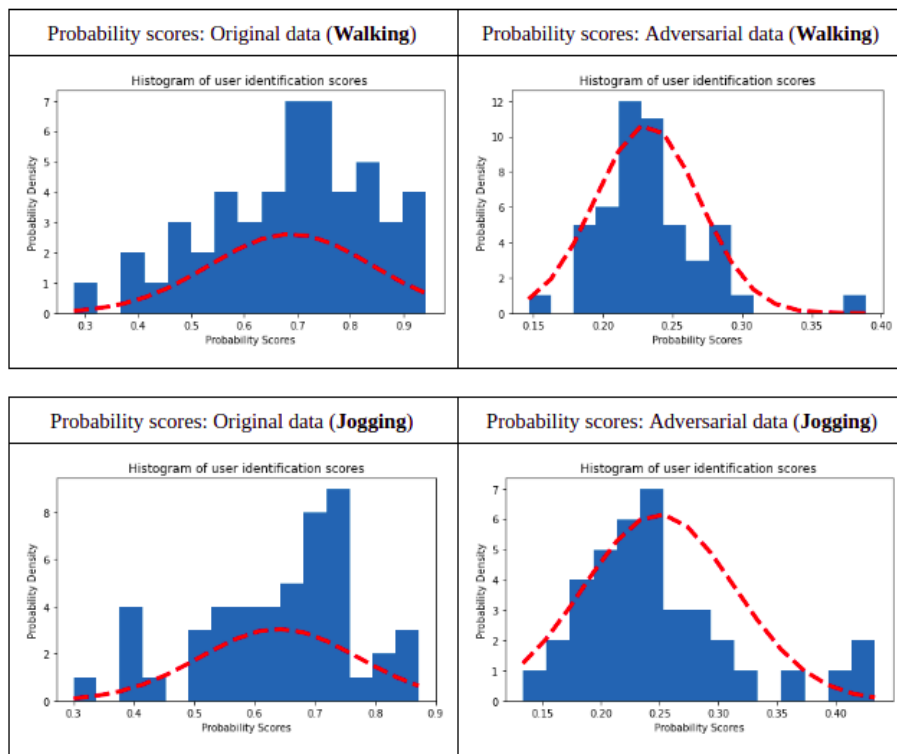 Probability scores: Original data (Walking)
Probability scores: Adversarial data (Walking)
Histogram of user identification scores
7
6
5
4
3
2
1
0
Probability Density
0.3 0.4 0.5 0.6 0.7 0.8 0.9
Probability Scores
Histogram of user identification scores
12
10
8
6
4
2
0
Probability Density
0.15 0.20 0.25 0.30 0.35 0.40
Probability Scores
Probability scores: Original data (Jogging)
Probability scores: Adversarial data (Jogging)
Histogram of user identification scores
8
6
4
2
0
Probability Density
0.3 0.4 0.5 0.6 0.7 0.8 0.9
Probability Scores
Histogram of user identification scores
7
6
5
4
3
2
1
0
Probability Density
0.15 0.20 0.25 0.30 0.35 0.40
Probability Scores